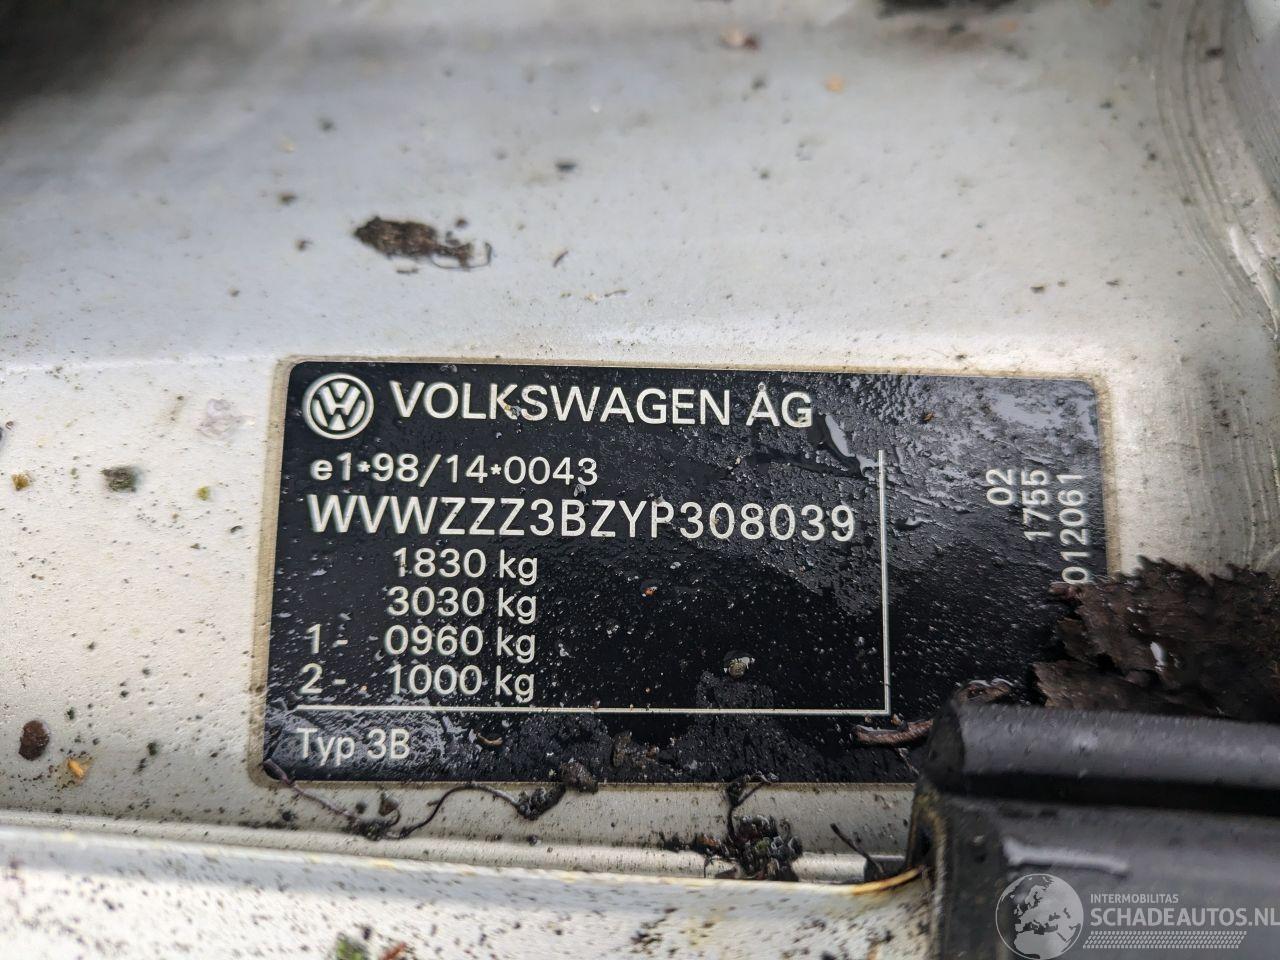 VOLKSWAGEN AG
e1*98/14*0043
WVWZZZ3BZYP308039
1830 kg
3030 kg
1- 0960 kg
2- 1000 kg
Typ 3B
02
1755
012061
INTERMOBILITAS
SCHADEAUTOS.NL